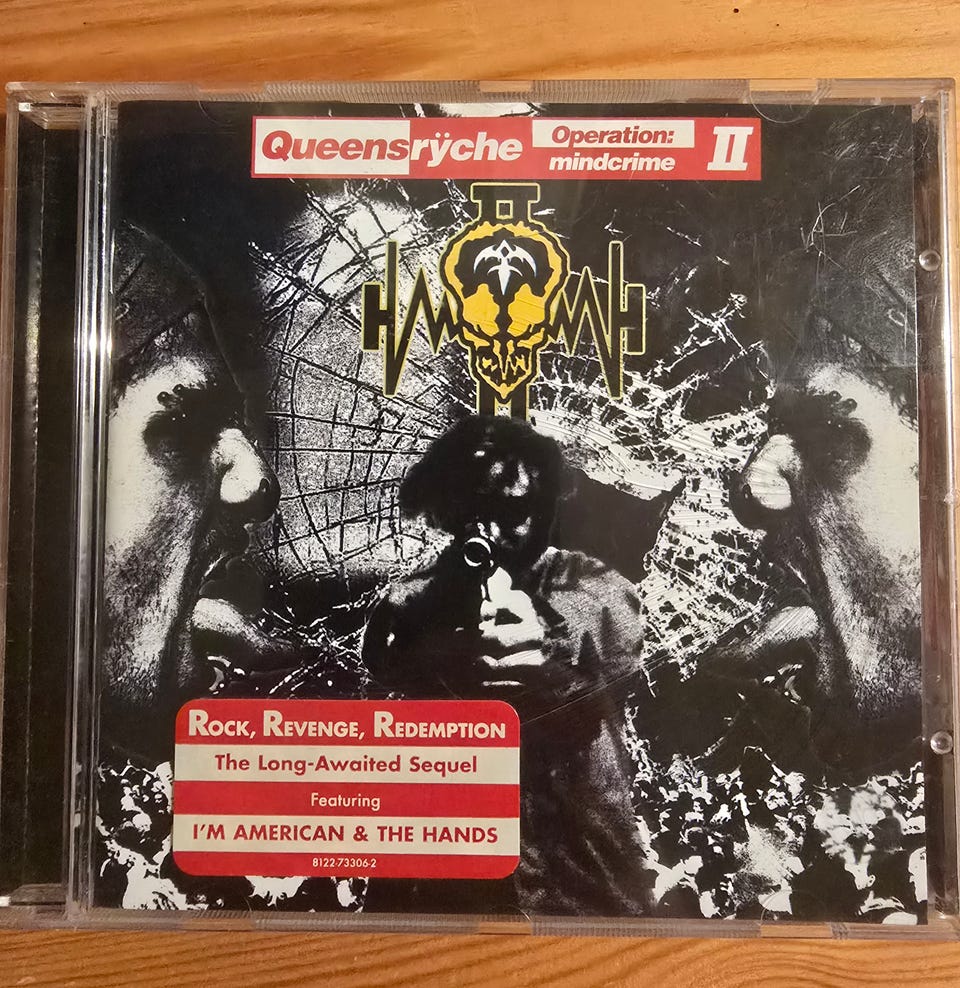 Queensrÿche Operation: mindcrime II
ROCK, REVENGE, REDEMPTION
The Long-Awaited Sequel
Featuring
I'M AMERICAN & THE HANDS
8122-73306-2